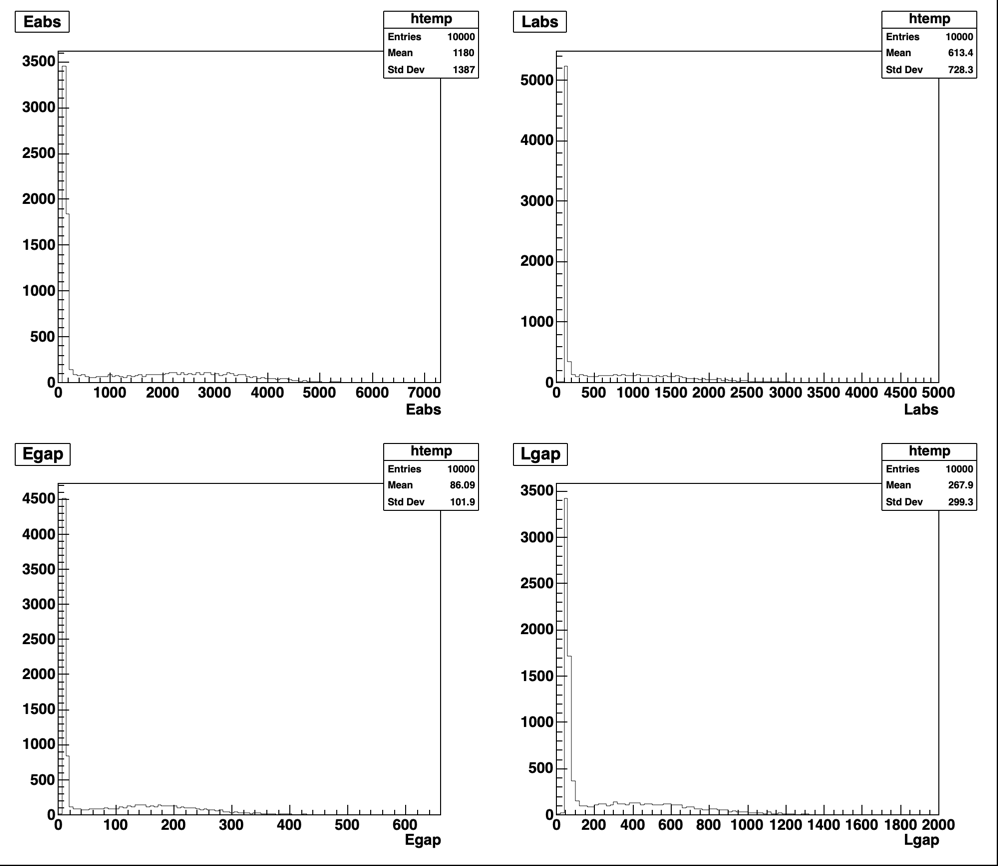 Eabs
htemp
Entries 10000
Mean 1180
Std Dev 1387
3500
3000
2500
2000
1500
1000
500
0
0 1000 2000 3000 4000 5000 6000 7000
Eabs
Labs
htemp
Entries 10000
Mean 613.4
Std Dev 728.3
5000
4000
3000
2000
1000
0
0 500 1000 1500 2000 2500 3000 3500 4000 4500 5000
Labs
Egap
htemp
Entries 10000
Mean 86.09
Std Dev 101.9
4500
4000
3500
3000
2500
2000
1500
1000
500
0
0 100 200 300 400 500 600
Egap
Lgap
htemp
Entries 10000
Mean 267.9
Std Dev 299.3
3500
3000
2500
2000
1500
1000
500
0
0 200 400 600 800 1000 1200 1400 1600 1800 2000
Lgap